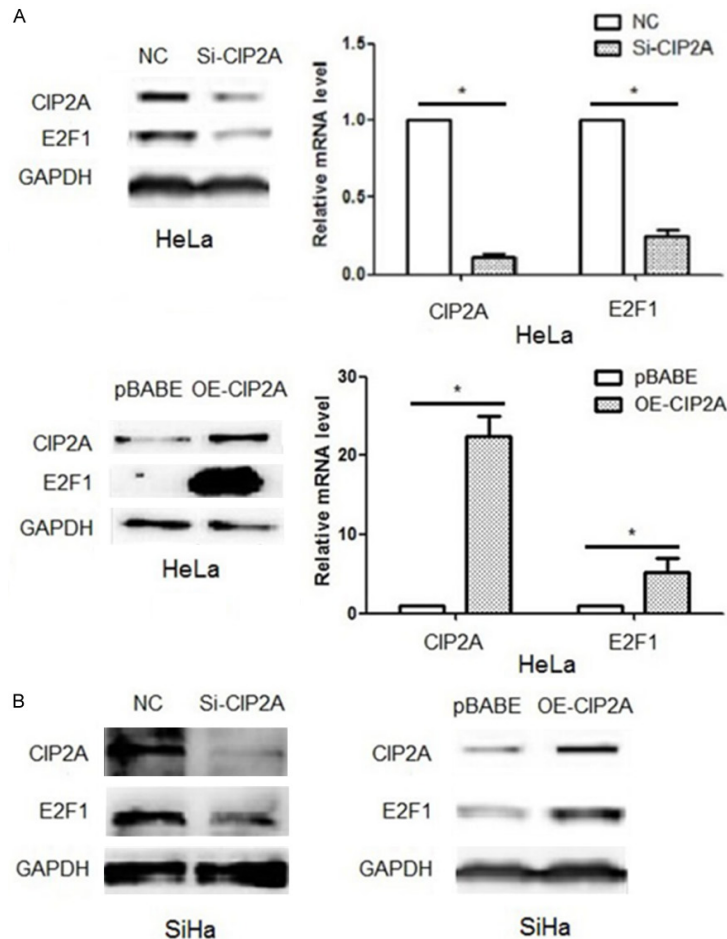 A
NC Si-CIP2A
CIP2A
E2F1
GAPDH
HeLa
NC
Si-CIP2A
Relative mRNA level
1.5
1.0
0.5
0.0
*
*
CIP2A E2F1
HeLa
pBABE OE-CIP2A
CIP2A
E2F1
GAPDH
HeLa
pBABE
OE-CIP2A
Relative mRNA level
30
20
10
0
*
*
CIP2A E2F1
HeLa
B
NC Si-CIP2A
CIP2A
E2F1
GAPDH
SiHa
pBABE OE-CIP2A
CIP2A
E2F1
GAPDH
SiHa